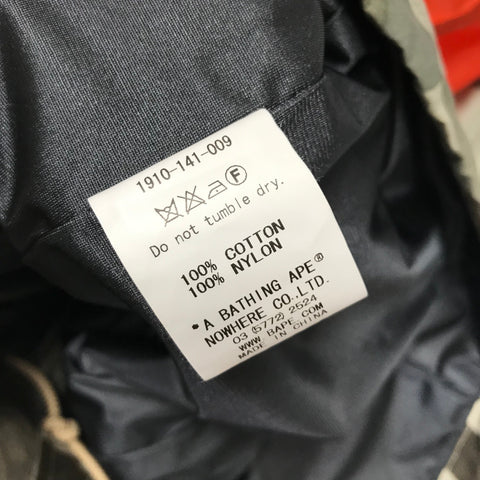 1910-141-009
F
Do not tumble dry.
100% COTTON
100% NYLON
*A BATHING APE®
NOWHERE CO.,LTD.
03 (5772) 2524
WWW. BAPE. COM
MADE IN CHINA